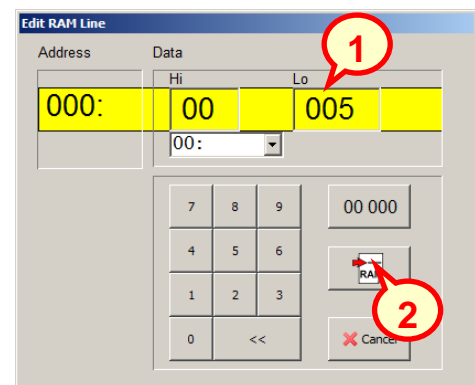 Edit RAM Line
Address Data
Hi Lo
000: 00 005
00:
7 8 9 00 000
4 5 6 RAM
1 2 3
0 << Cancel
1
2